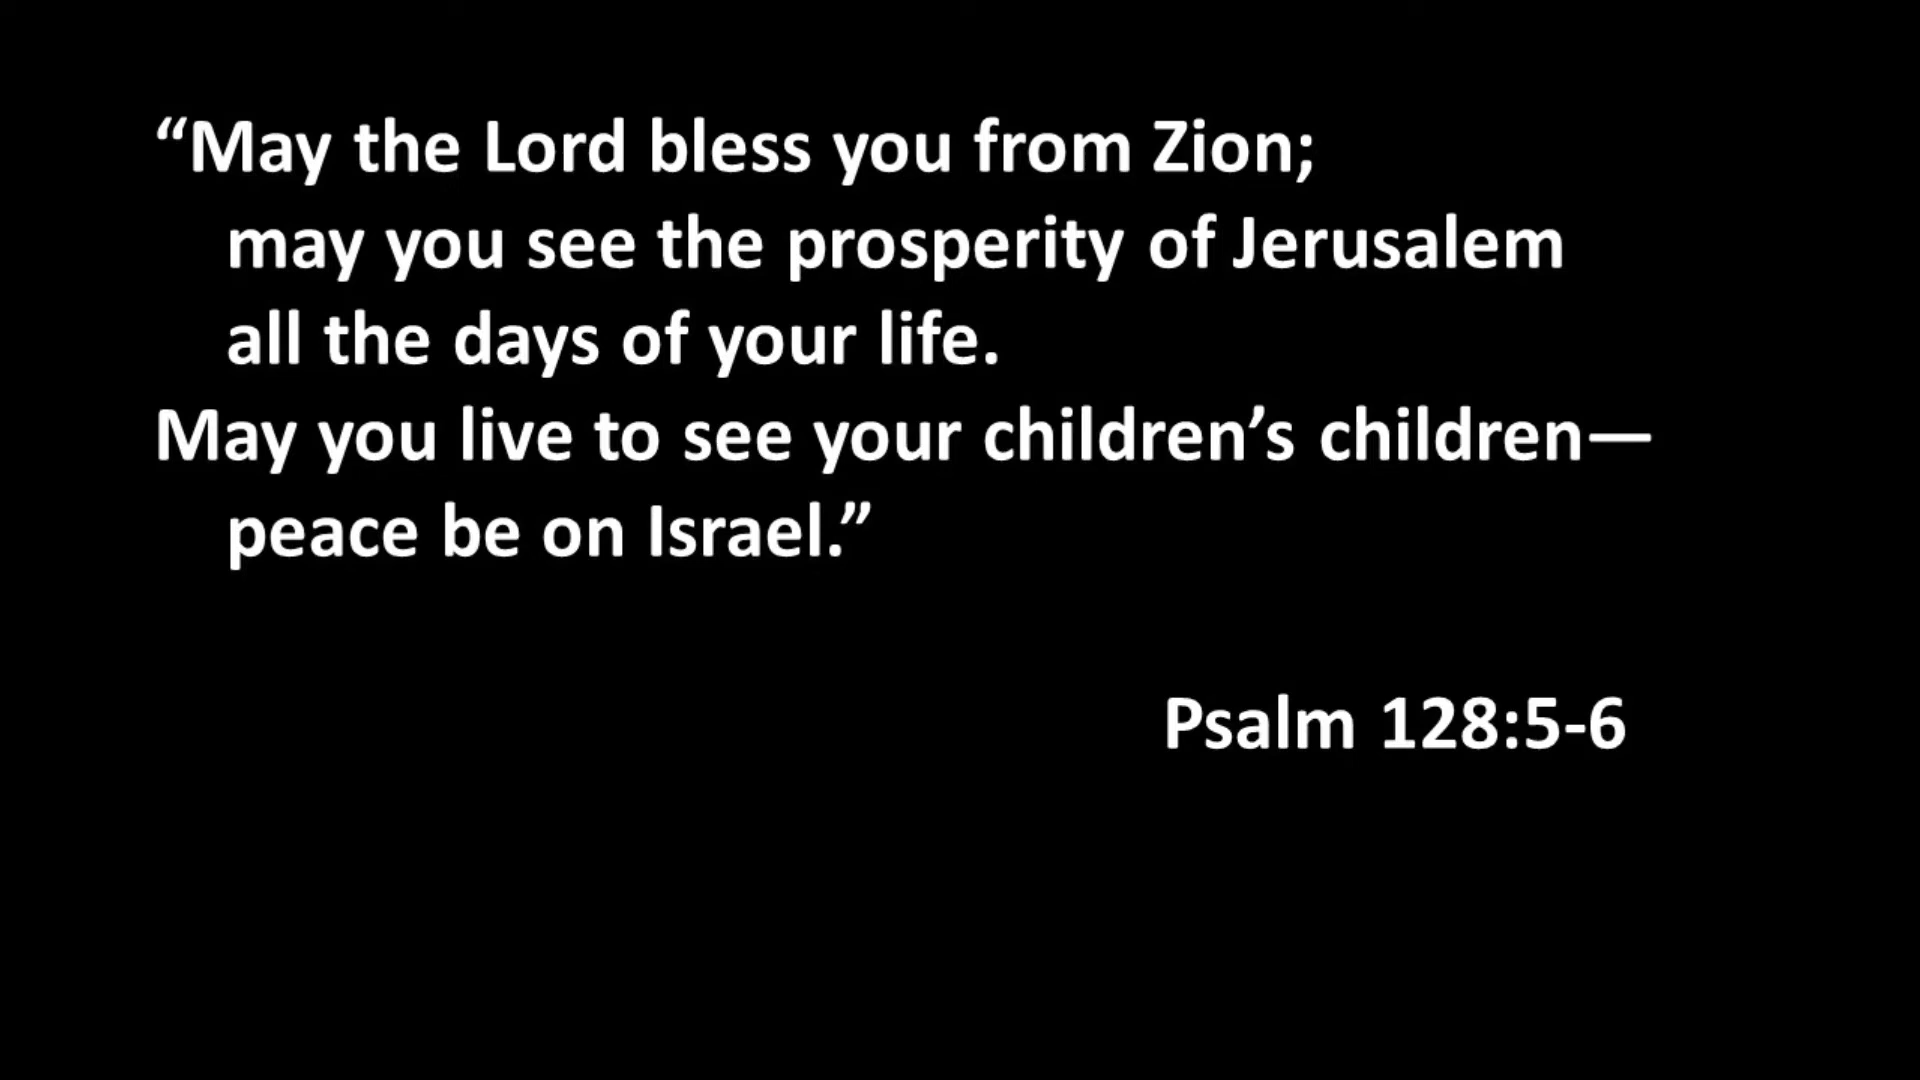 “May the Lord bless you from Zion;
may you see the prosperity of Jerusalem
all the days of your life.
May you live to see your children’s children—
peace be on Israel.”
Psalm 128:5-6